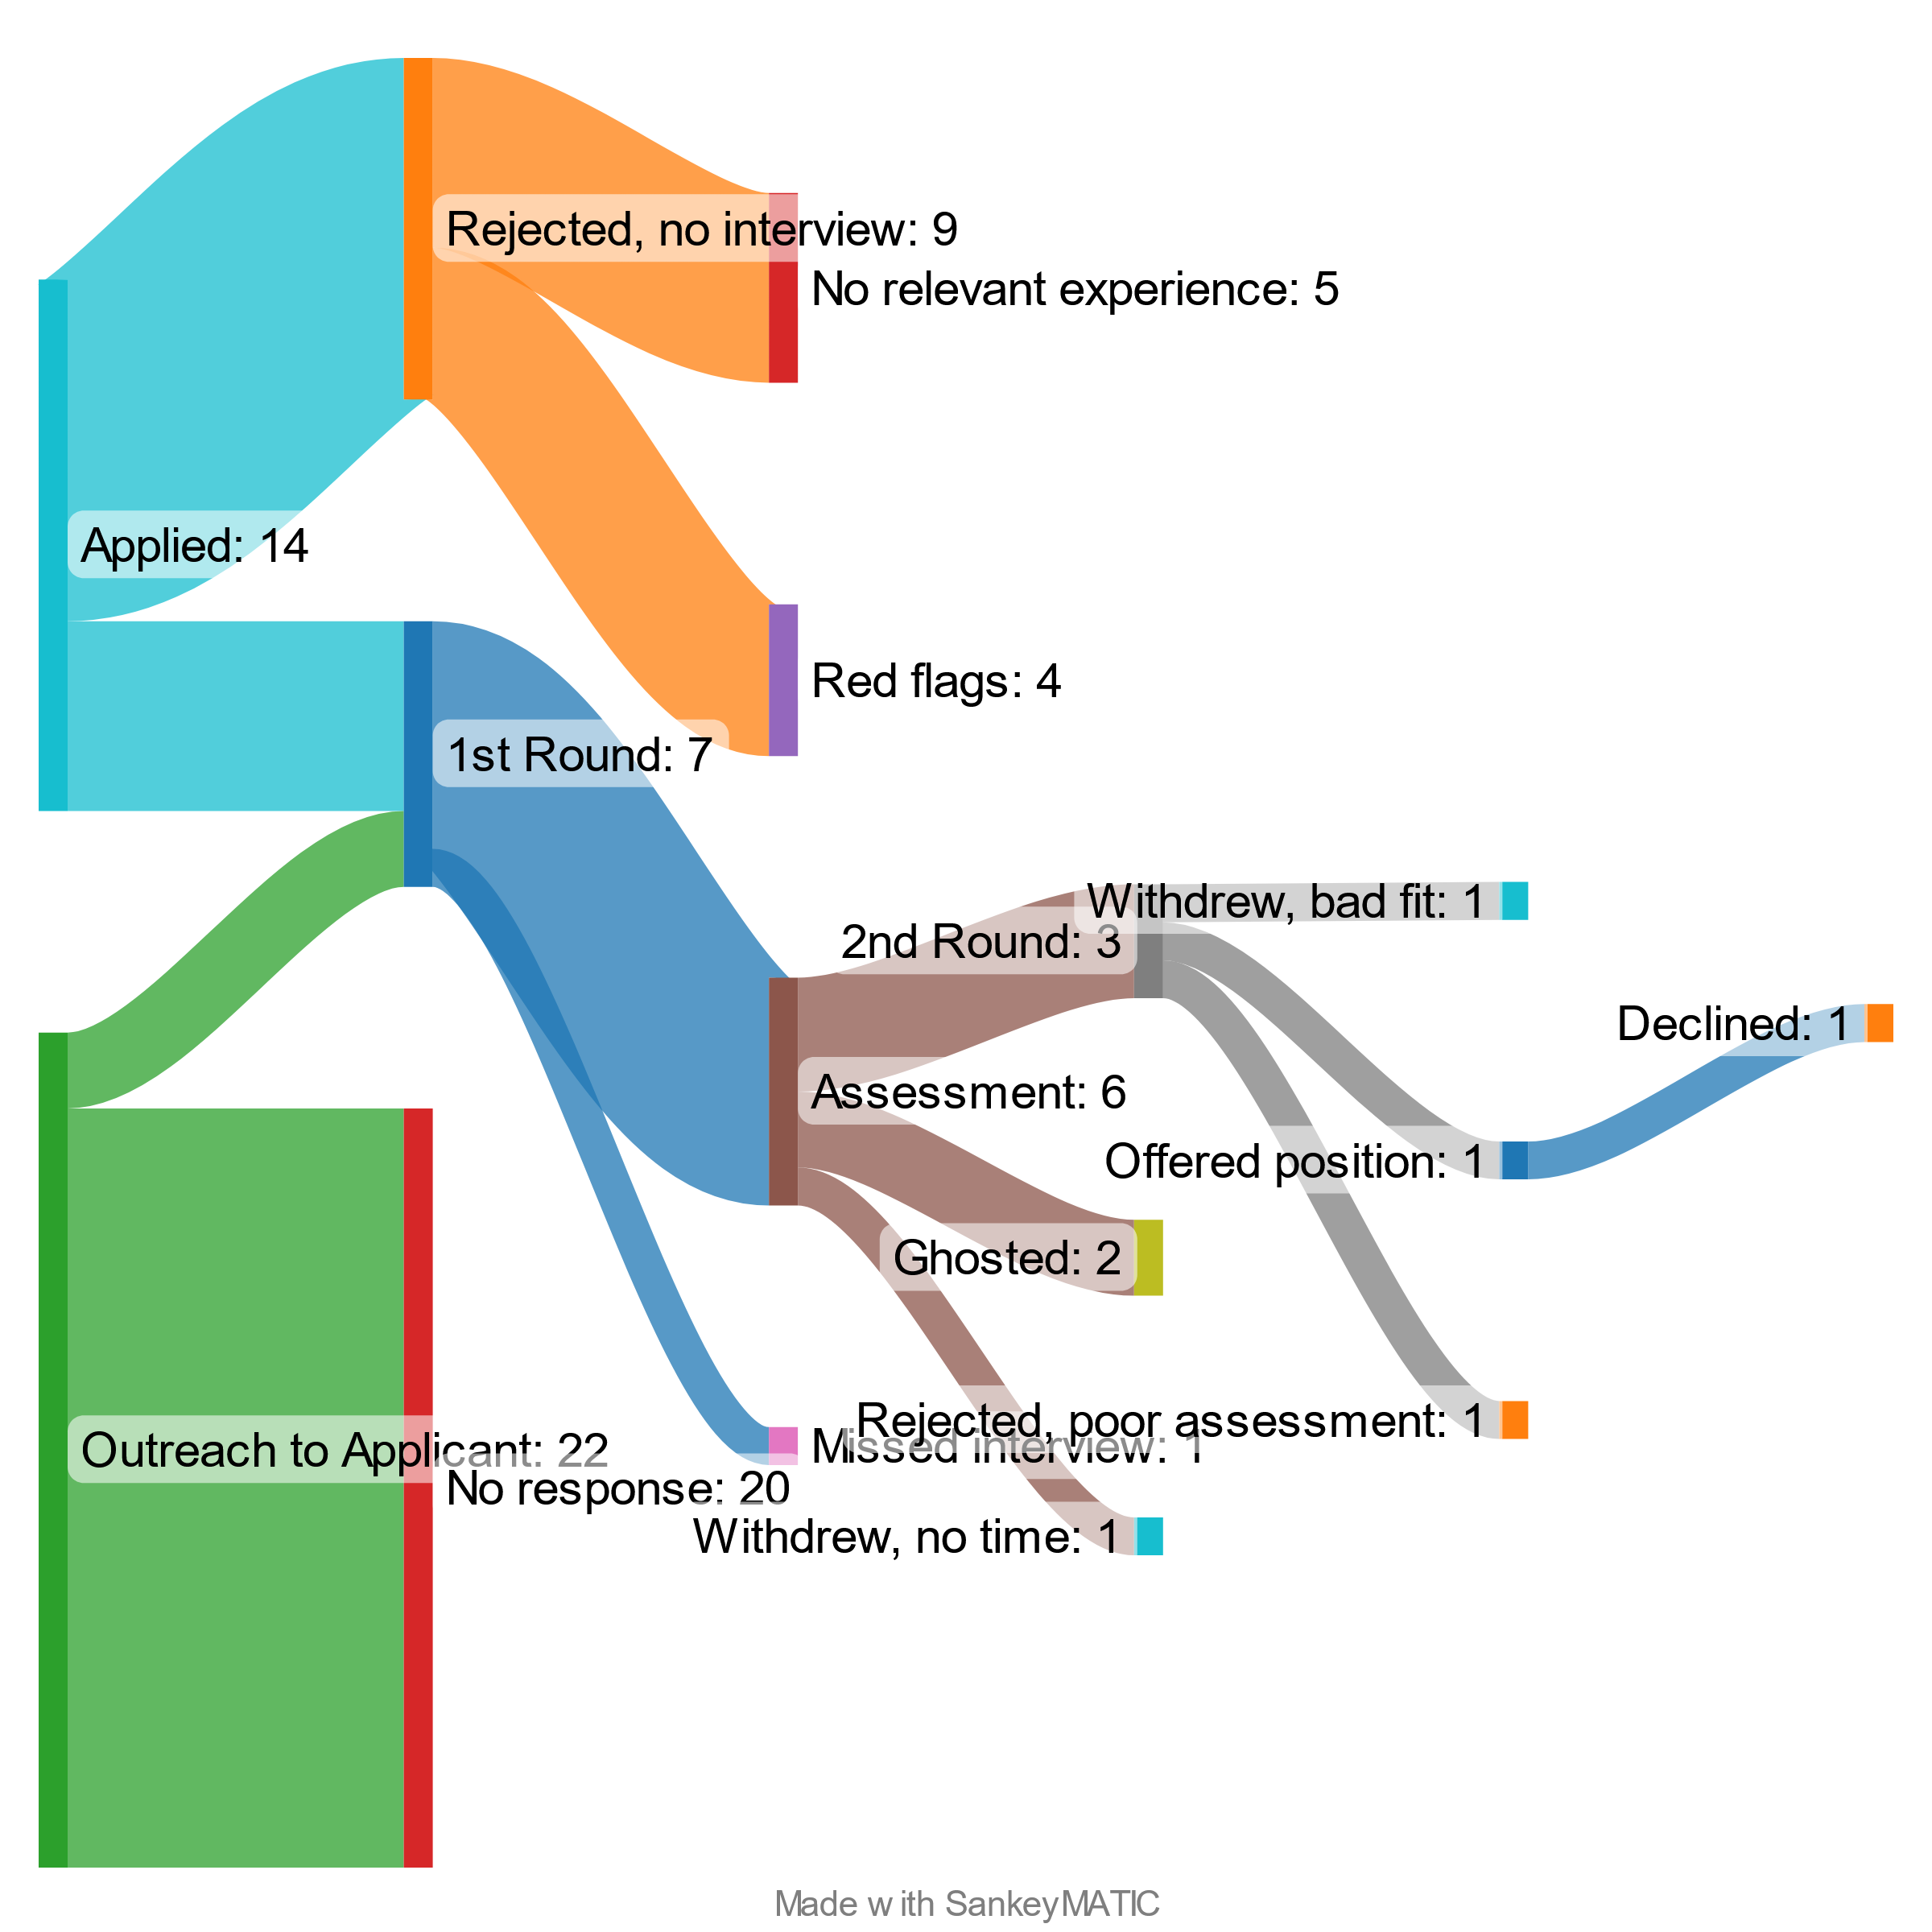 Rejected, no interview: 9
No relevant experience: 5
Applied: 14
Red flags: 4
1st Round: 7
Withdrew, bad fit: 1
2nd Round: 3
Declined: 1
Assessment: 6
Offered position: 1
Ghosted: 2
Rejected, poor assessment: 1
Missed interview: 1
Outreach to Applicant: 22
No response: 20
Withdrew, no time: 1
Made with SankeyMATIC